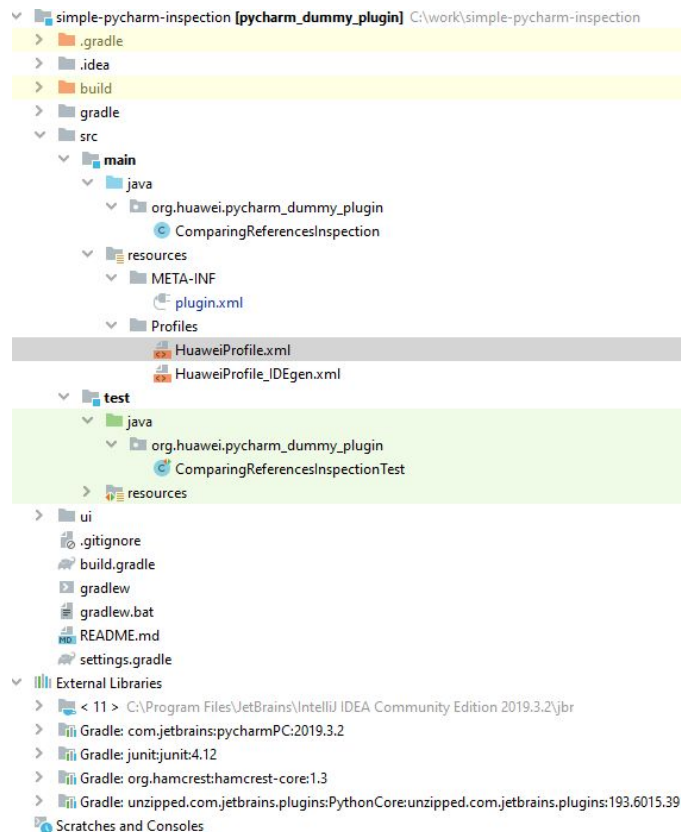 simple-pycharm-inspection [pycharm_dummy_plugin] C:\work\simple-pycharm-inspection
.gradle
.idea
build
gradle
src
main
java
org.huawei.pycharm_dummy_plugin
C ComparingReferencesInspection
resources
META-INF
plugin.xml
Profiles
HuaweiProfile.xml
HuaweiProfile_IDEgen.xml
test
java
org.huawei.pycharm_dummy_plugin
C ComparingReferencesInspectionTest
resources
ui
.gitignore
build.gradle
gradlew
gradlew.bat
MD README.md
settings.gradle
External Libraries
< 11 > C:\Program Files\JetBrains\IntelliJ IDEA Community Edition 2019.3.2\jbr
Gradle: com.jetbrains:pycharmPC:2019.3.2
Gradle: junit:junit:4.12
Gradle: org.hamcrest:hamcrest-core:1.3
Gradle: unzipped.com.jetbrains.plugins:PythonCore:unzipped.com.jetbrains.plugins:193.6015.39
Scratches and Consoles